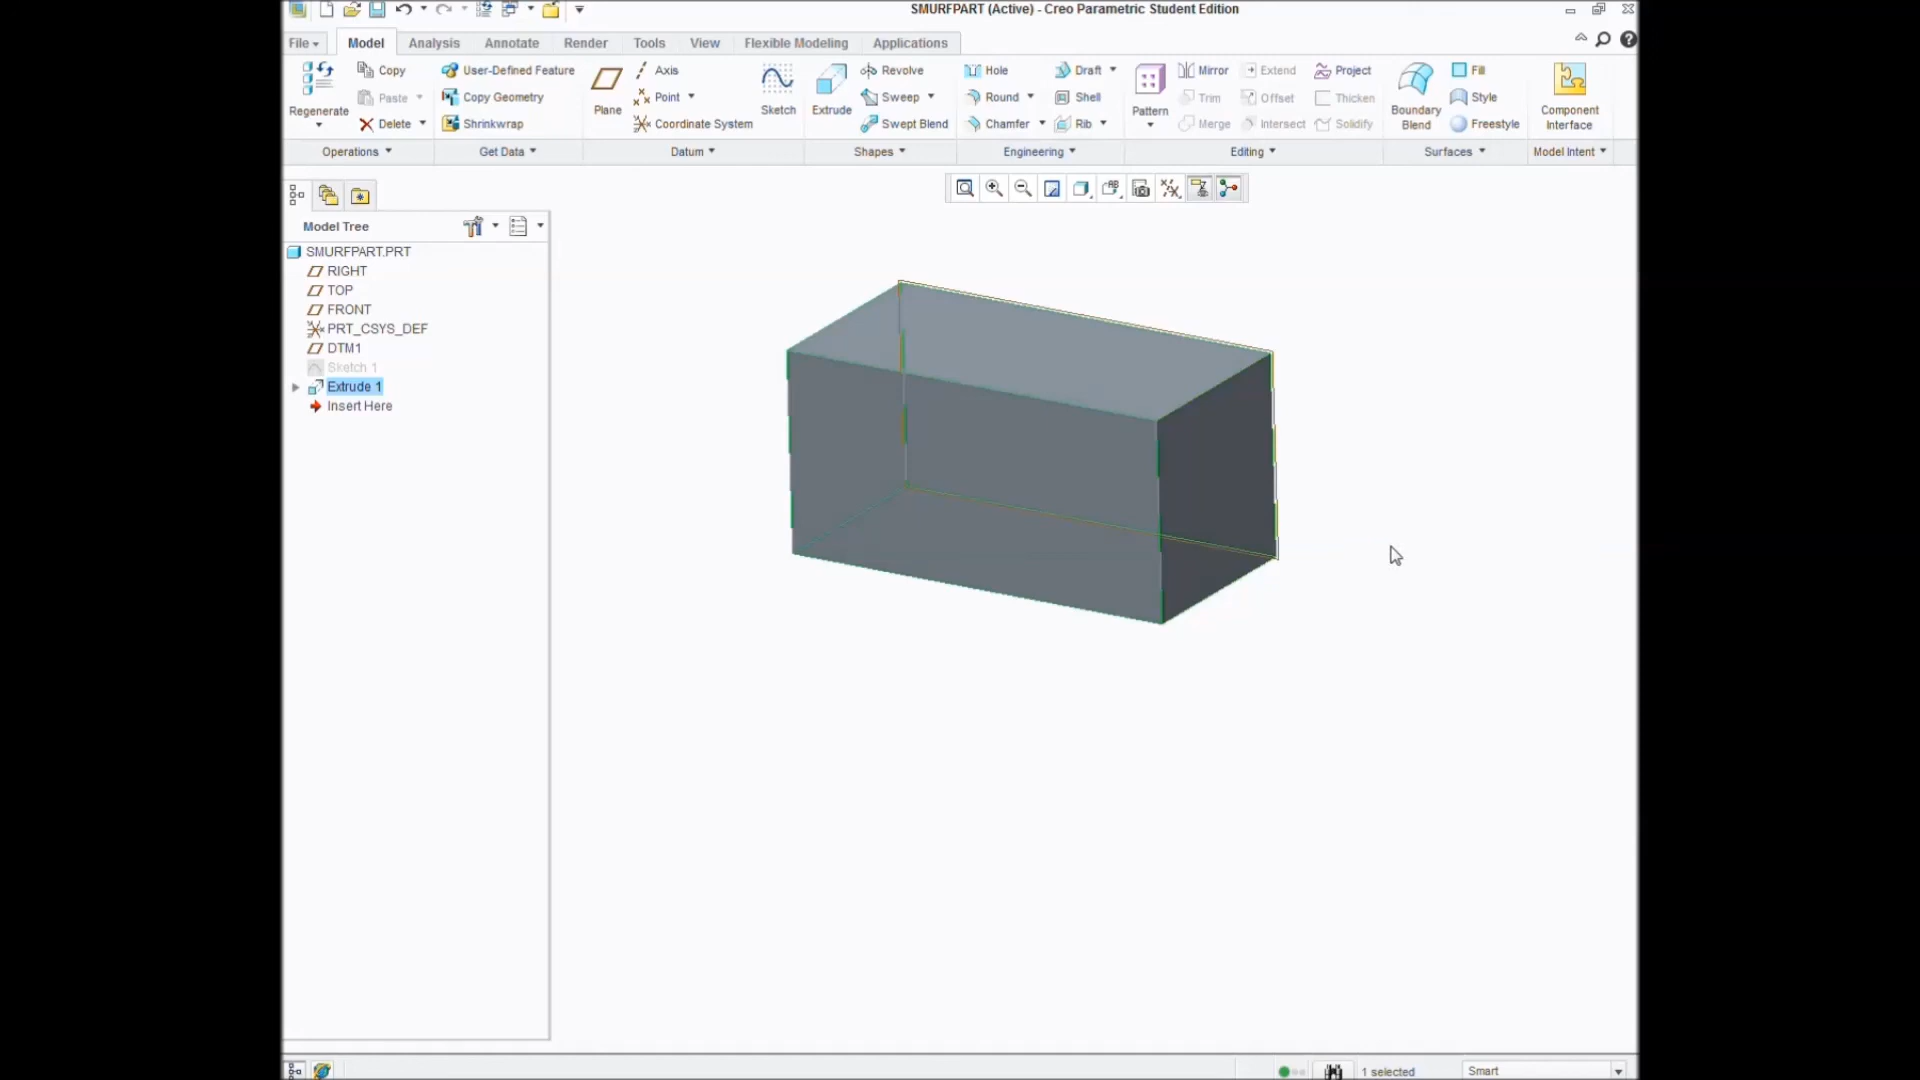 SMURFPART (Active) - Creo Parametric Student Edition
File Model Analysis Annotate Render Tools View Flexible Modeling Applications
Regenerate
Copy
Paste
Delete
Operations
User-Defined Feature
Copy Geometry
Shrinkwrap
Get Data
Plane
Axis
Point
Coordinate System
Sketch
Datum
Extrude
Revolve
Sweep
Swept Blend
Shapes
Hole
Round
Chamfer
Draft
Shell
Rib
Engineering
Pattern
Mirror
Trim
Merge
Extend
Offset
Intersect
Project
Thicken
Solidify
Editing
Boundary
Blend
Fill
Style
Freestyle
Surfaces
Component
Interface
Model Intent
Model Tree
SMURFPART.PRT
RIGHT
TOP
FRONT
PRT_CSYS_DEF
DTM1
Sketch 1
Extrude 1
Insert Here
1 selected
Smart